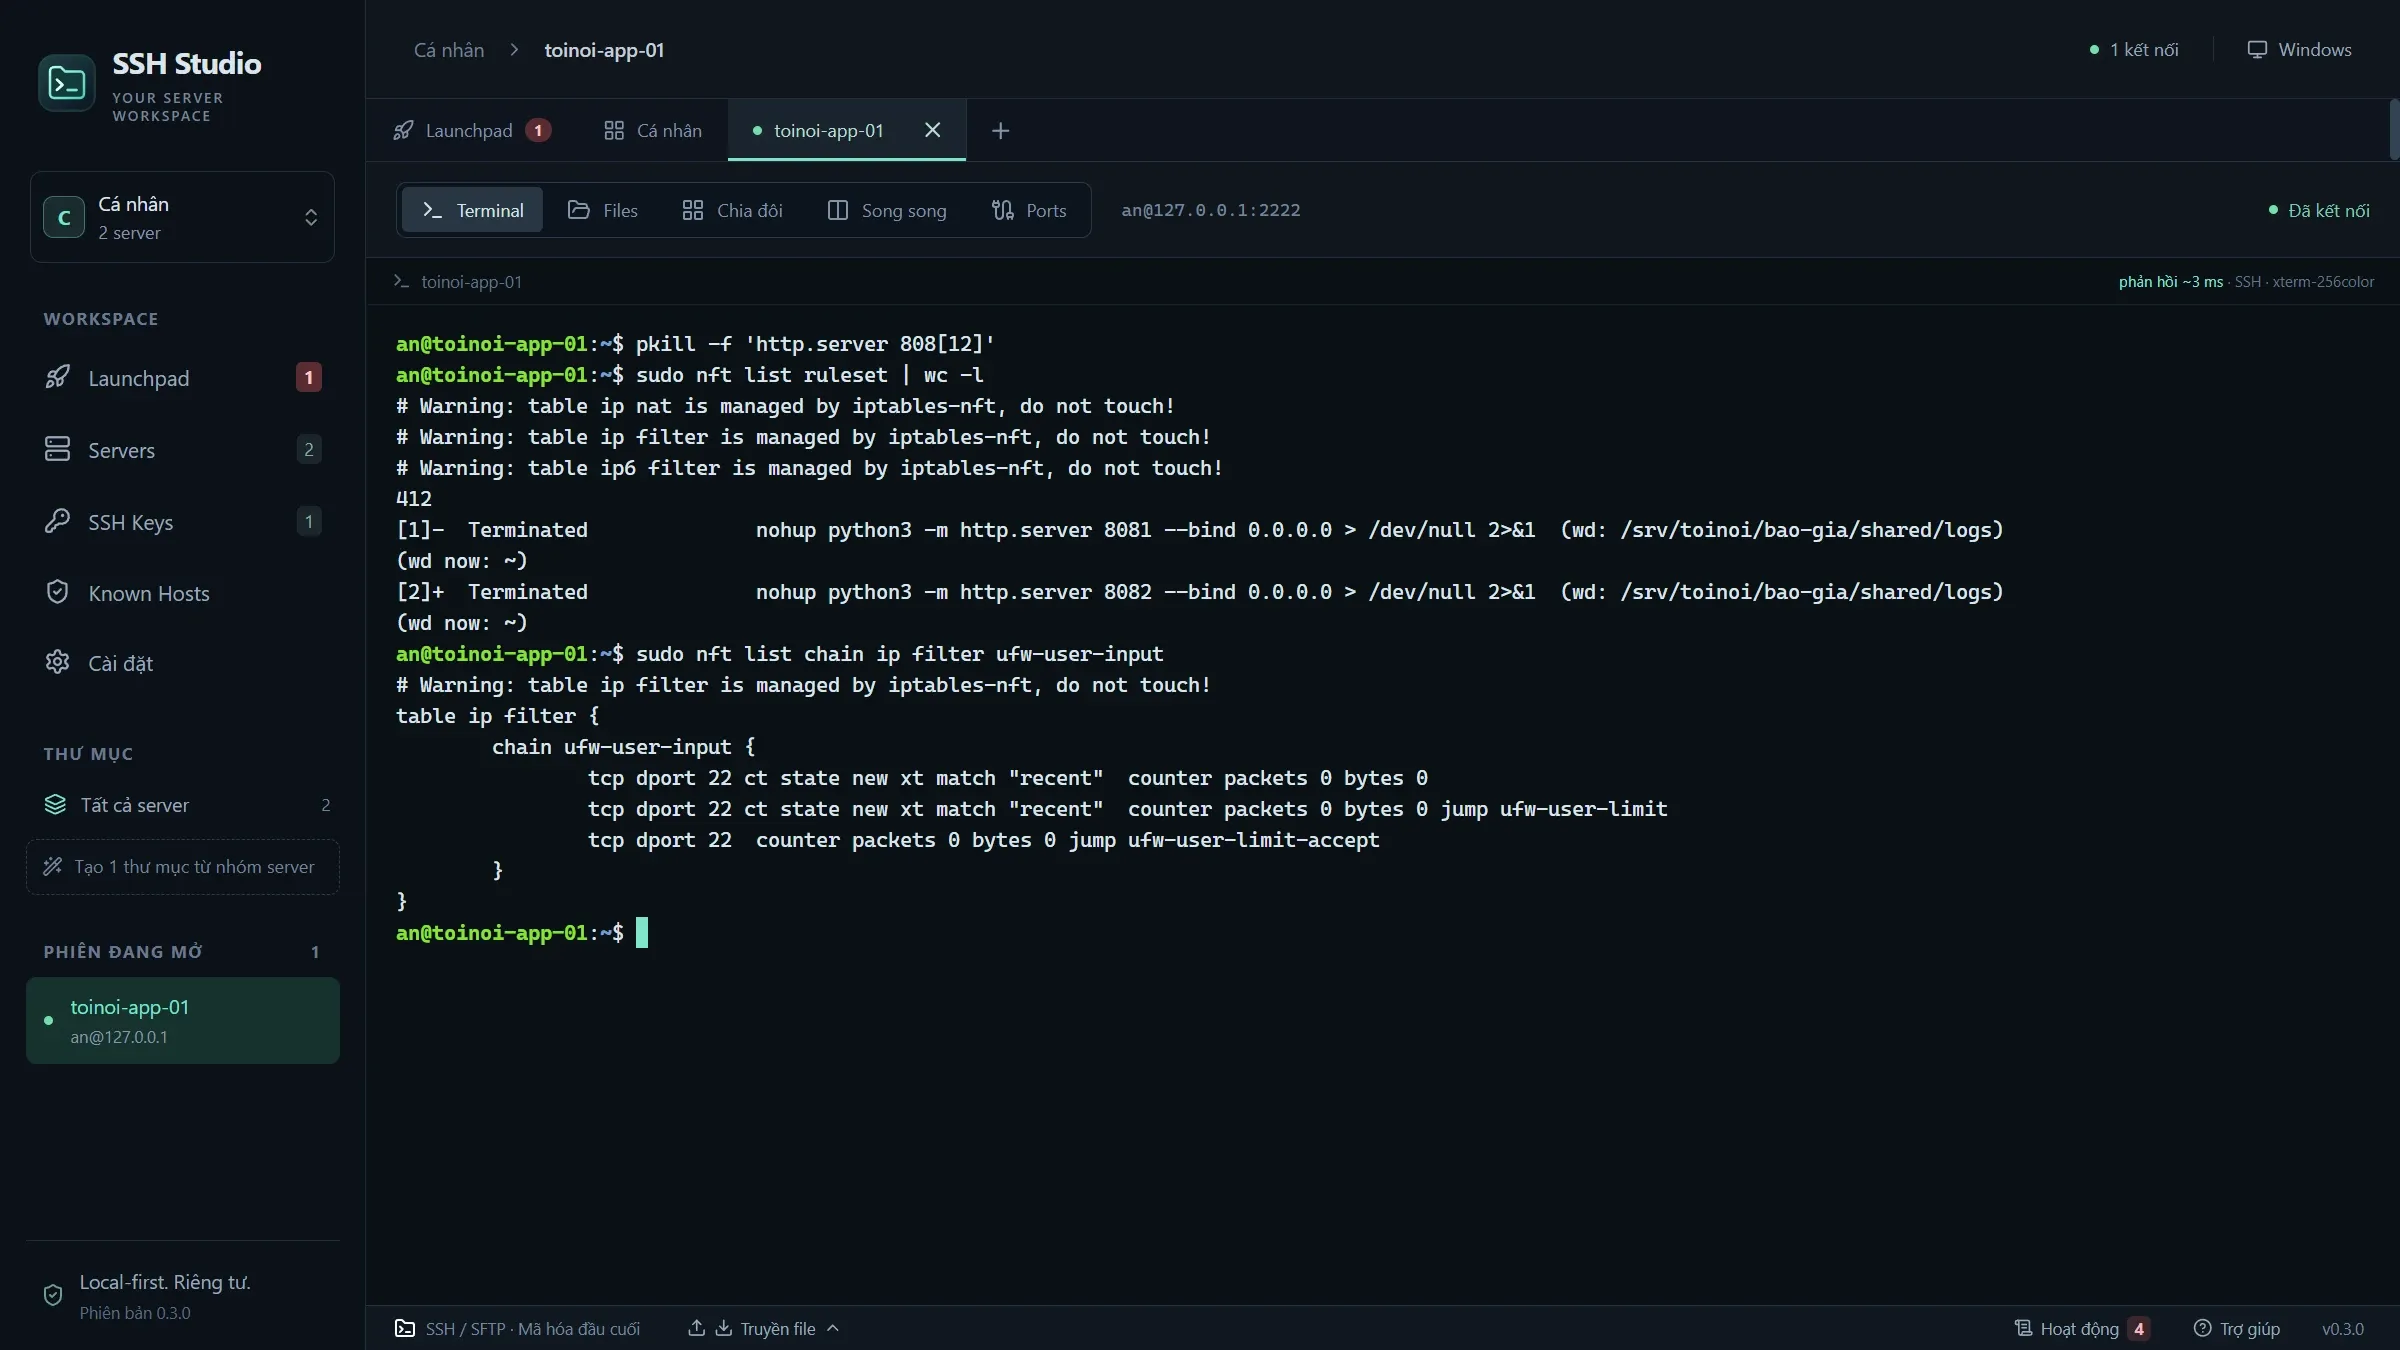 SSH Studio
YOUR SERVER
WORKSPACE
C
Cá nhân
2 server
WORKSPACE
Launchpad 1
Servers 2
SSH Keys 1
Known Hosts
Cài đặt
THƯ MỤC
Tất cả server 2
Tạo 1 thư mục từ nhóm server
PHIÊN ĐANG MỞ 1
toinoi-app-01
an@127.0.0.1
Local-first. Riêng tư.
Phiên bản 0.3.0
Cá nhân > toinoi-app-01
1 kết nối
Windows
Launchpad 1
Cá nhân
toinoi-app-01
Terminal
Files
Chia đôi
Song song
Ports
an@127.0.0.1:2222
Đã kết nối
toinoi-app-01
phản hồi ~3 ms · SSH · xterm-256color
an@toinoi-app-01:~$ pkill -f 'http.server 808[12]'
an@toinoi-app-01:~$ sudo nft list ruleset | wc -l
# Warning: table ip nat is managed by iptables-nft, do not touch!
# Warning: table ip filter is managed by iptables-nft, do not touch!
# Warning: table ip6 filter is managed by iptables-nft, do not touch!
412
[1]-  Terminated              nohup python3 -m http.server 8081 --bind 0.0.0.0 > /dev/null 2>&1  (wd: /srv/toinoi/bao-gia/shared/logs)
(wd now: ~)
[2]+  Terminated              nohup python3 -m http.server 8082 --bind 0.0.0.0 > /dev/null 2>&1  (wd: /srv/toinoi/bao-gia/shared/logs)
(wd now: ~)
an@toinoi-app-01:~$ sudo nft list chain ip filter ufw-user-input
# Warning: table ip filter is managed by iptables-nft, do not touch!
table ip filter {
        chain ufw-user-input {
                tcp dport 22 ct state new xt match "recent"  counter packets 0 bytes 0
                tcp dport 22 ct state new xt match "recent"  counter packets 0 bytes 0 jump ufw-user-limit
                tcp dport 22  counter packets 0 bytes 0 jump ufw-user-limit-accept
        }
}
an@toinoi-app-01:~$
SSH / SFTP · Mã hóa đầu cuối
Truyền file
Hoạt động 4
Trợ giúp
v0.3.0